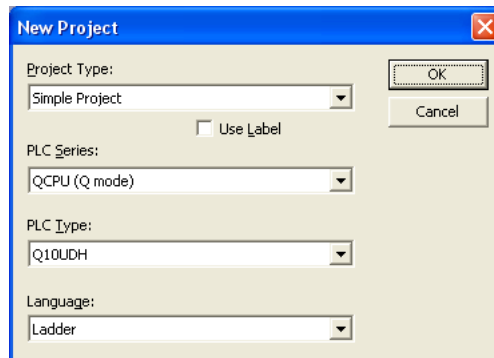 New Project
Project Type:
OK
Simple Project
Cancel
Use Label
PLC Series:
QCPU (Q mode)
PLC Type:
Q10UDH
Language:
Ladder